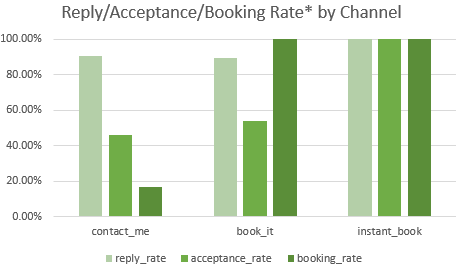 Reply/Acceptance/Booking Rate* by Channel
100.00%
80.00%
60.00%
40.00%
20.00%
0.00%
contact_me book_it instant_book
reply_rate acceptance_rate booking_rate